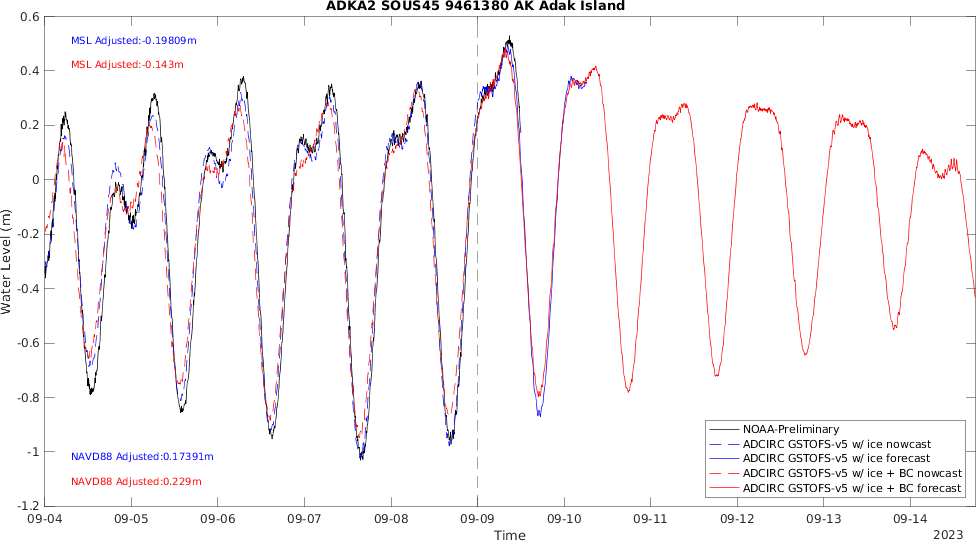 ADKA2 SOUS45 9461380 AK Adak Island
0.6
0.4
0.2
0
-0.2
-0.4
-0.6
-0.8
-1
-1.2
Water Level (m)
MSL Adjusted:-0.19809m
MSL Adjusted:-0.143m
NAVD88 Adjusted:0.17391m
NAVD88 Adjusted:0.229m
NOAA-Preliminary
ADCIRC GSTOFS-v5 w/ ice nowcast
ADCIRC GSTOFS-v5 w/ ice forecast
ADCIRC GSTOFS-v5 w/ ice + BC nowcast
ADCIRC GSTOFS-v5 w/ ice + BC forecast
09-04 09-05 09-06 09-07 09-08 09-09 09-10 09-11 09-12 09-13 09-14
Time
2023